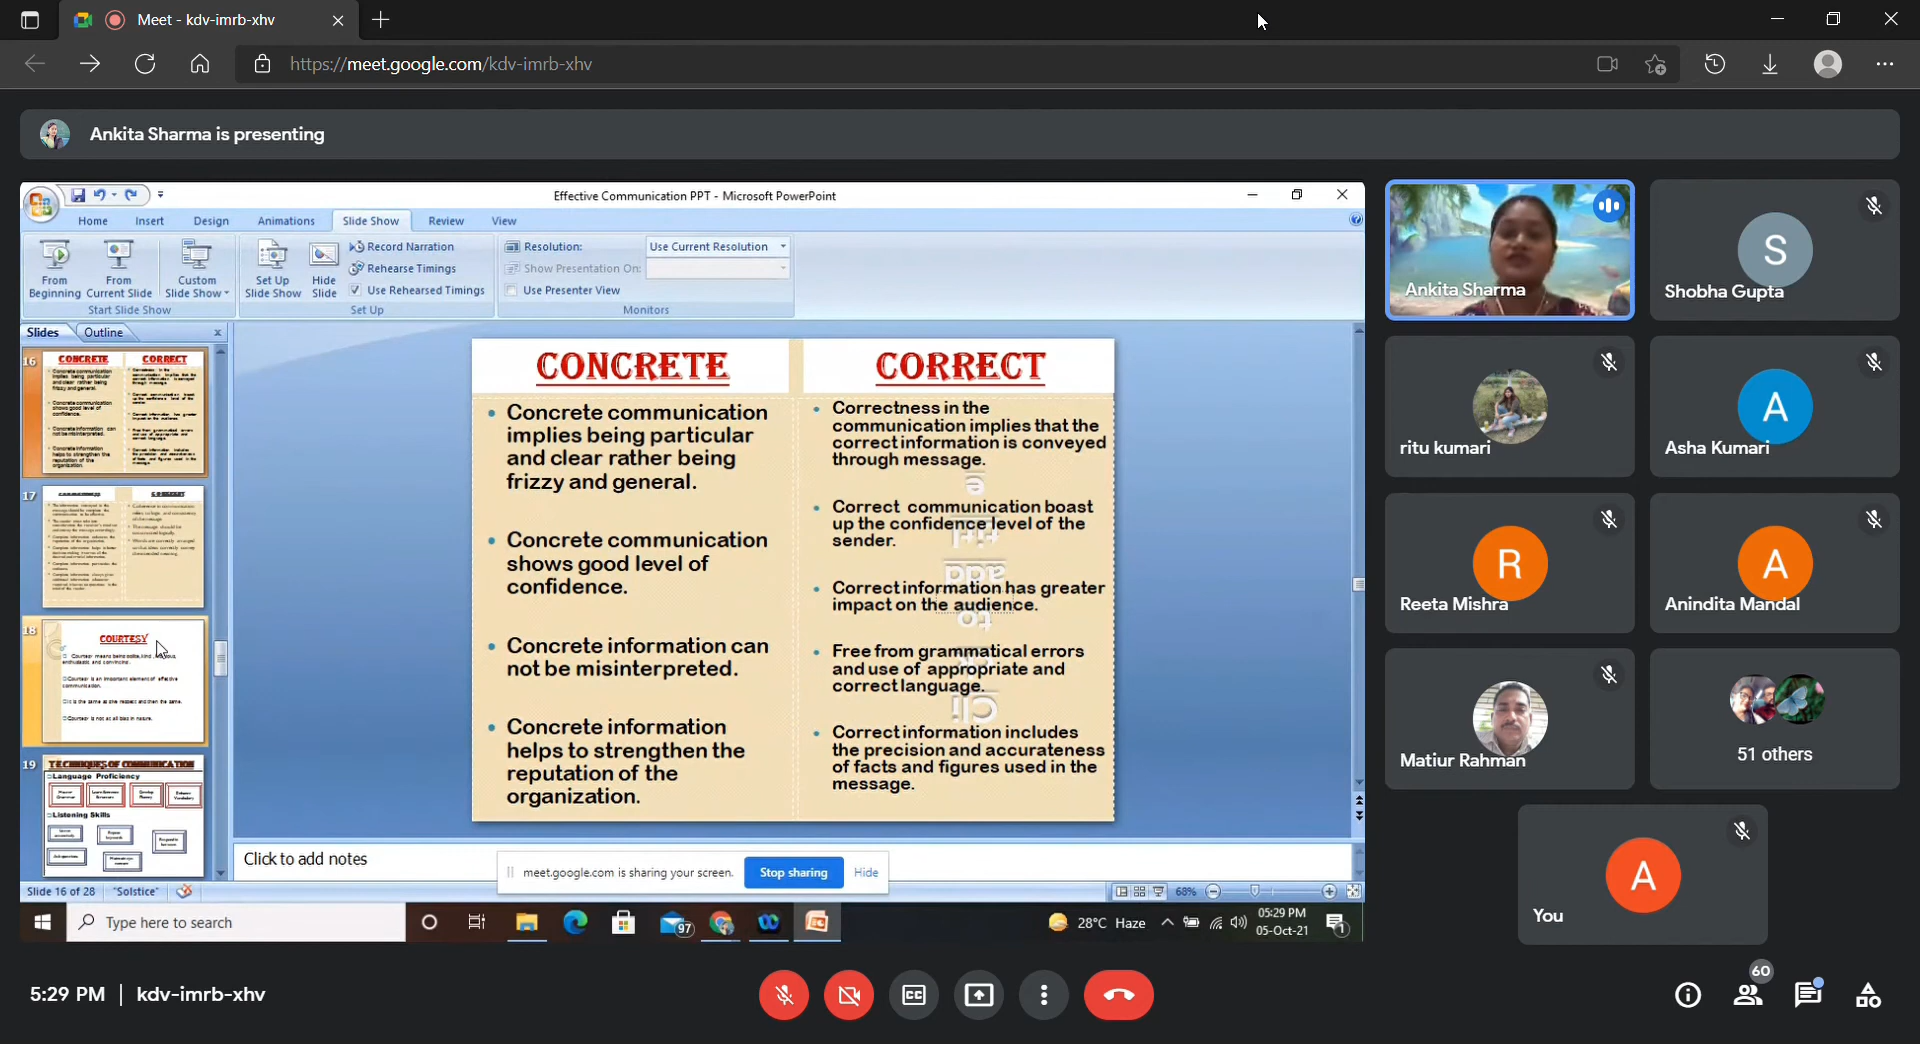 Meet - kdv-imrb-xhv
https://meet.google.com/kdv-imrb-xhv
Ankita Sharma is presenting
Effective Communication PPT - Microsoft PowerPoint
Home Insert Design Animations Slide Show Review View
Record Narration
Rehearse Timings
Use Rehearsed Timings
From Beginning
From Current Slide
Custom Slide Show
Set Up Slide Show
Hide Slide
Resolution: Use Current Resolution
Show Presentation On:
Use Presenter View
Start Slide Show
Set Up
Monitors
Slides Outline
16
CONCRETE CORRECT
17
18
COURTESY
19
TECHNIQUES OF COMMUNICATION
Language Proficiency
Listening Skills
CONCRETE
Concrete communication
implies being particular
and clear rather being
frizzy and general.
Concrete communication
shows good level of
confidence.
Concrete information can
not be misinterpreted.
Concrete information
helps to strengthen the
reputation of the
organization.
CORRECT
Correctness in the
communication implies that the
correct information is conveyed
through message.
Correct communication boast
up the confidence level of the
sender.
Correct information has greater
impact on the audience.
Free from grammatical errors
and use of appropriate and
correct language.
Correct information includes
the precision and accurateness
of facts and figures used in the
message.
Click to add notes
meet.google.com is sharing your screen. Stop sharing Hide
Slide 16 of 28 "Solstice"
68%
Type here to search
97
28°C Haze
05:29 PM
05-Oct-21
1
Ankita Sharma
S
Shobha Gupta
ritu kumari
A
Asha Kumari
R
Reeta Mishra
A
Anindita Mandal
Matiur Rahman
51 others
A
You
5:29 PM | kdv-imrb-xhv
CC
60